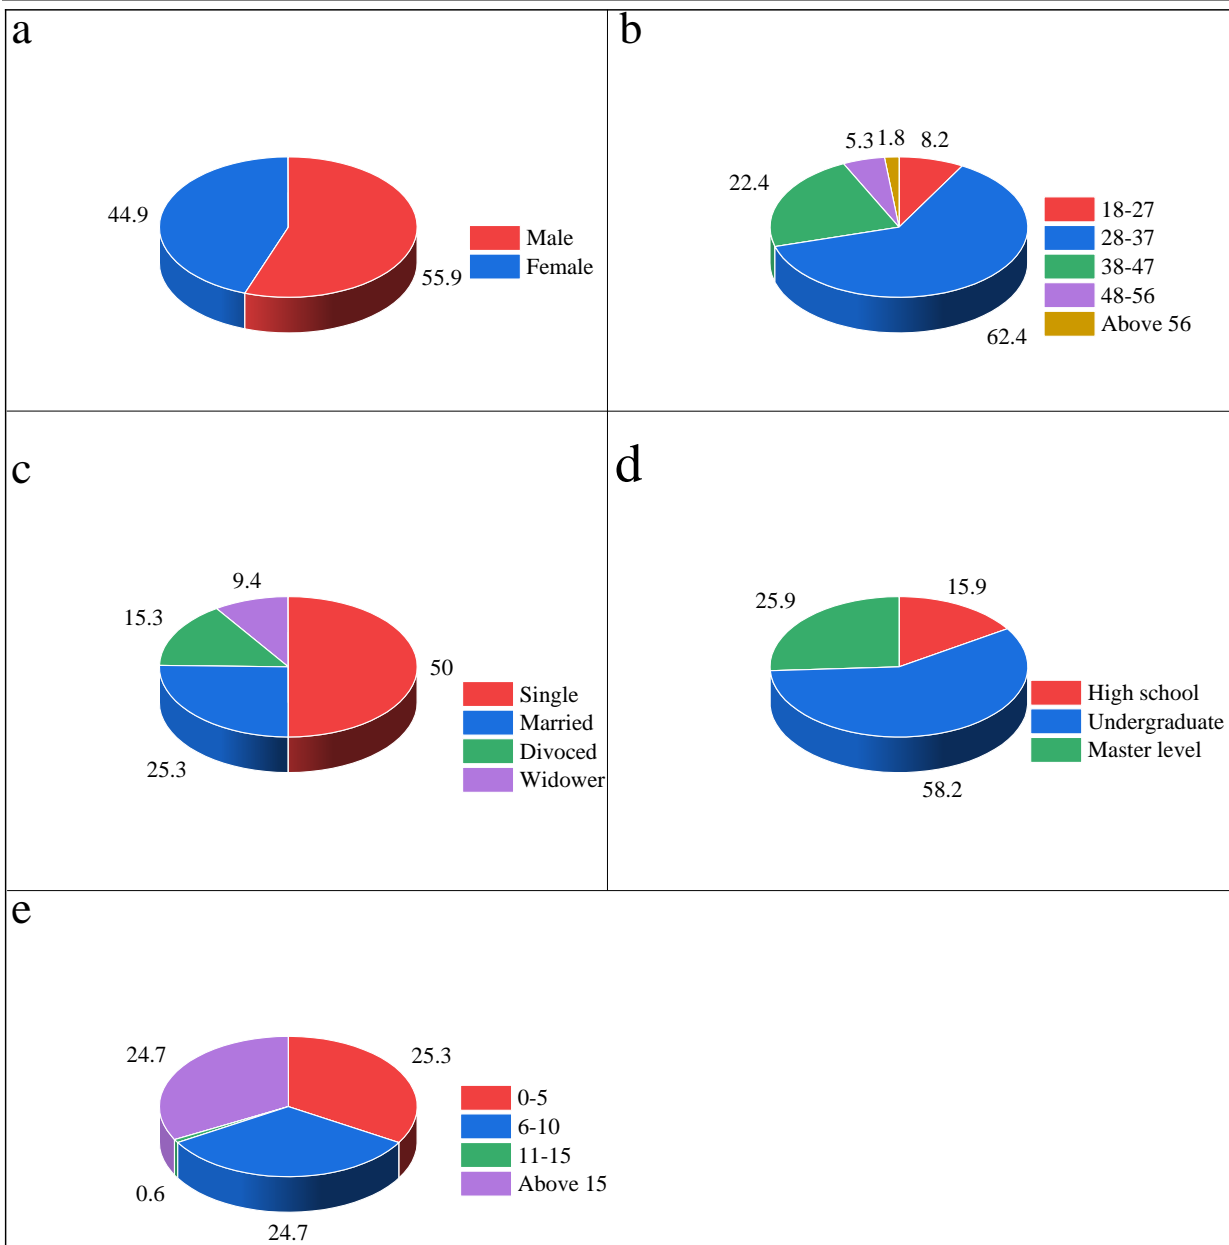 a
44.9
55.9
Male
Female
b
5.3
1.8
8.2
22.4
62.4
18-27
28-37
38-47
48-56
Above 56
c
9.4
15.3
50
25.3
Single
Married
Divoced
Widower
d
25.9
15.9
58.2
High school
Undergraduate
Master level
e
24.7
25.3
0.6
24.7
0-5
6-10
11-15
Above 15